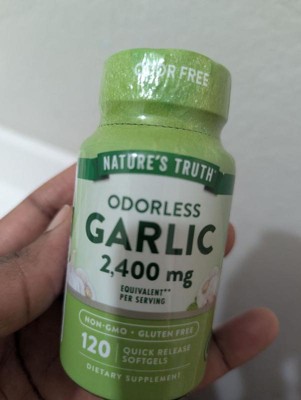 ODOR FREE
NATURE'S TRUTH
ODORLESS
GARLIC
2,400 mg
EQUIVALENT**
PER SERVING
NON-GMO • GLUTEN FREE
120 QUICK RELEASE
SOFTGELS
DIETARY SUPPLEMENT